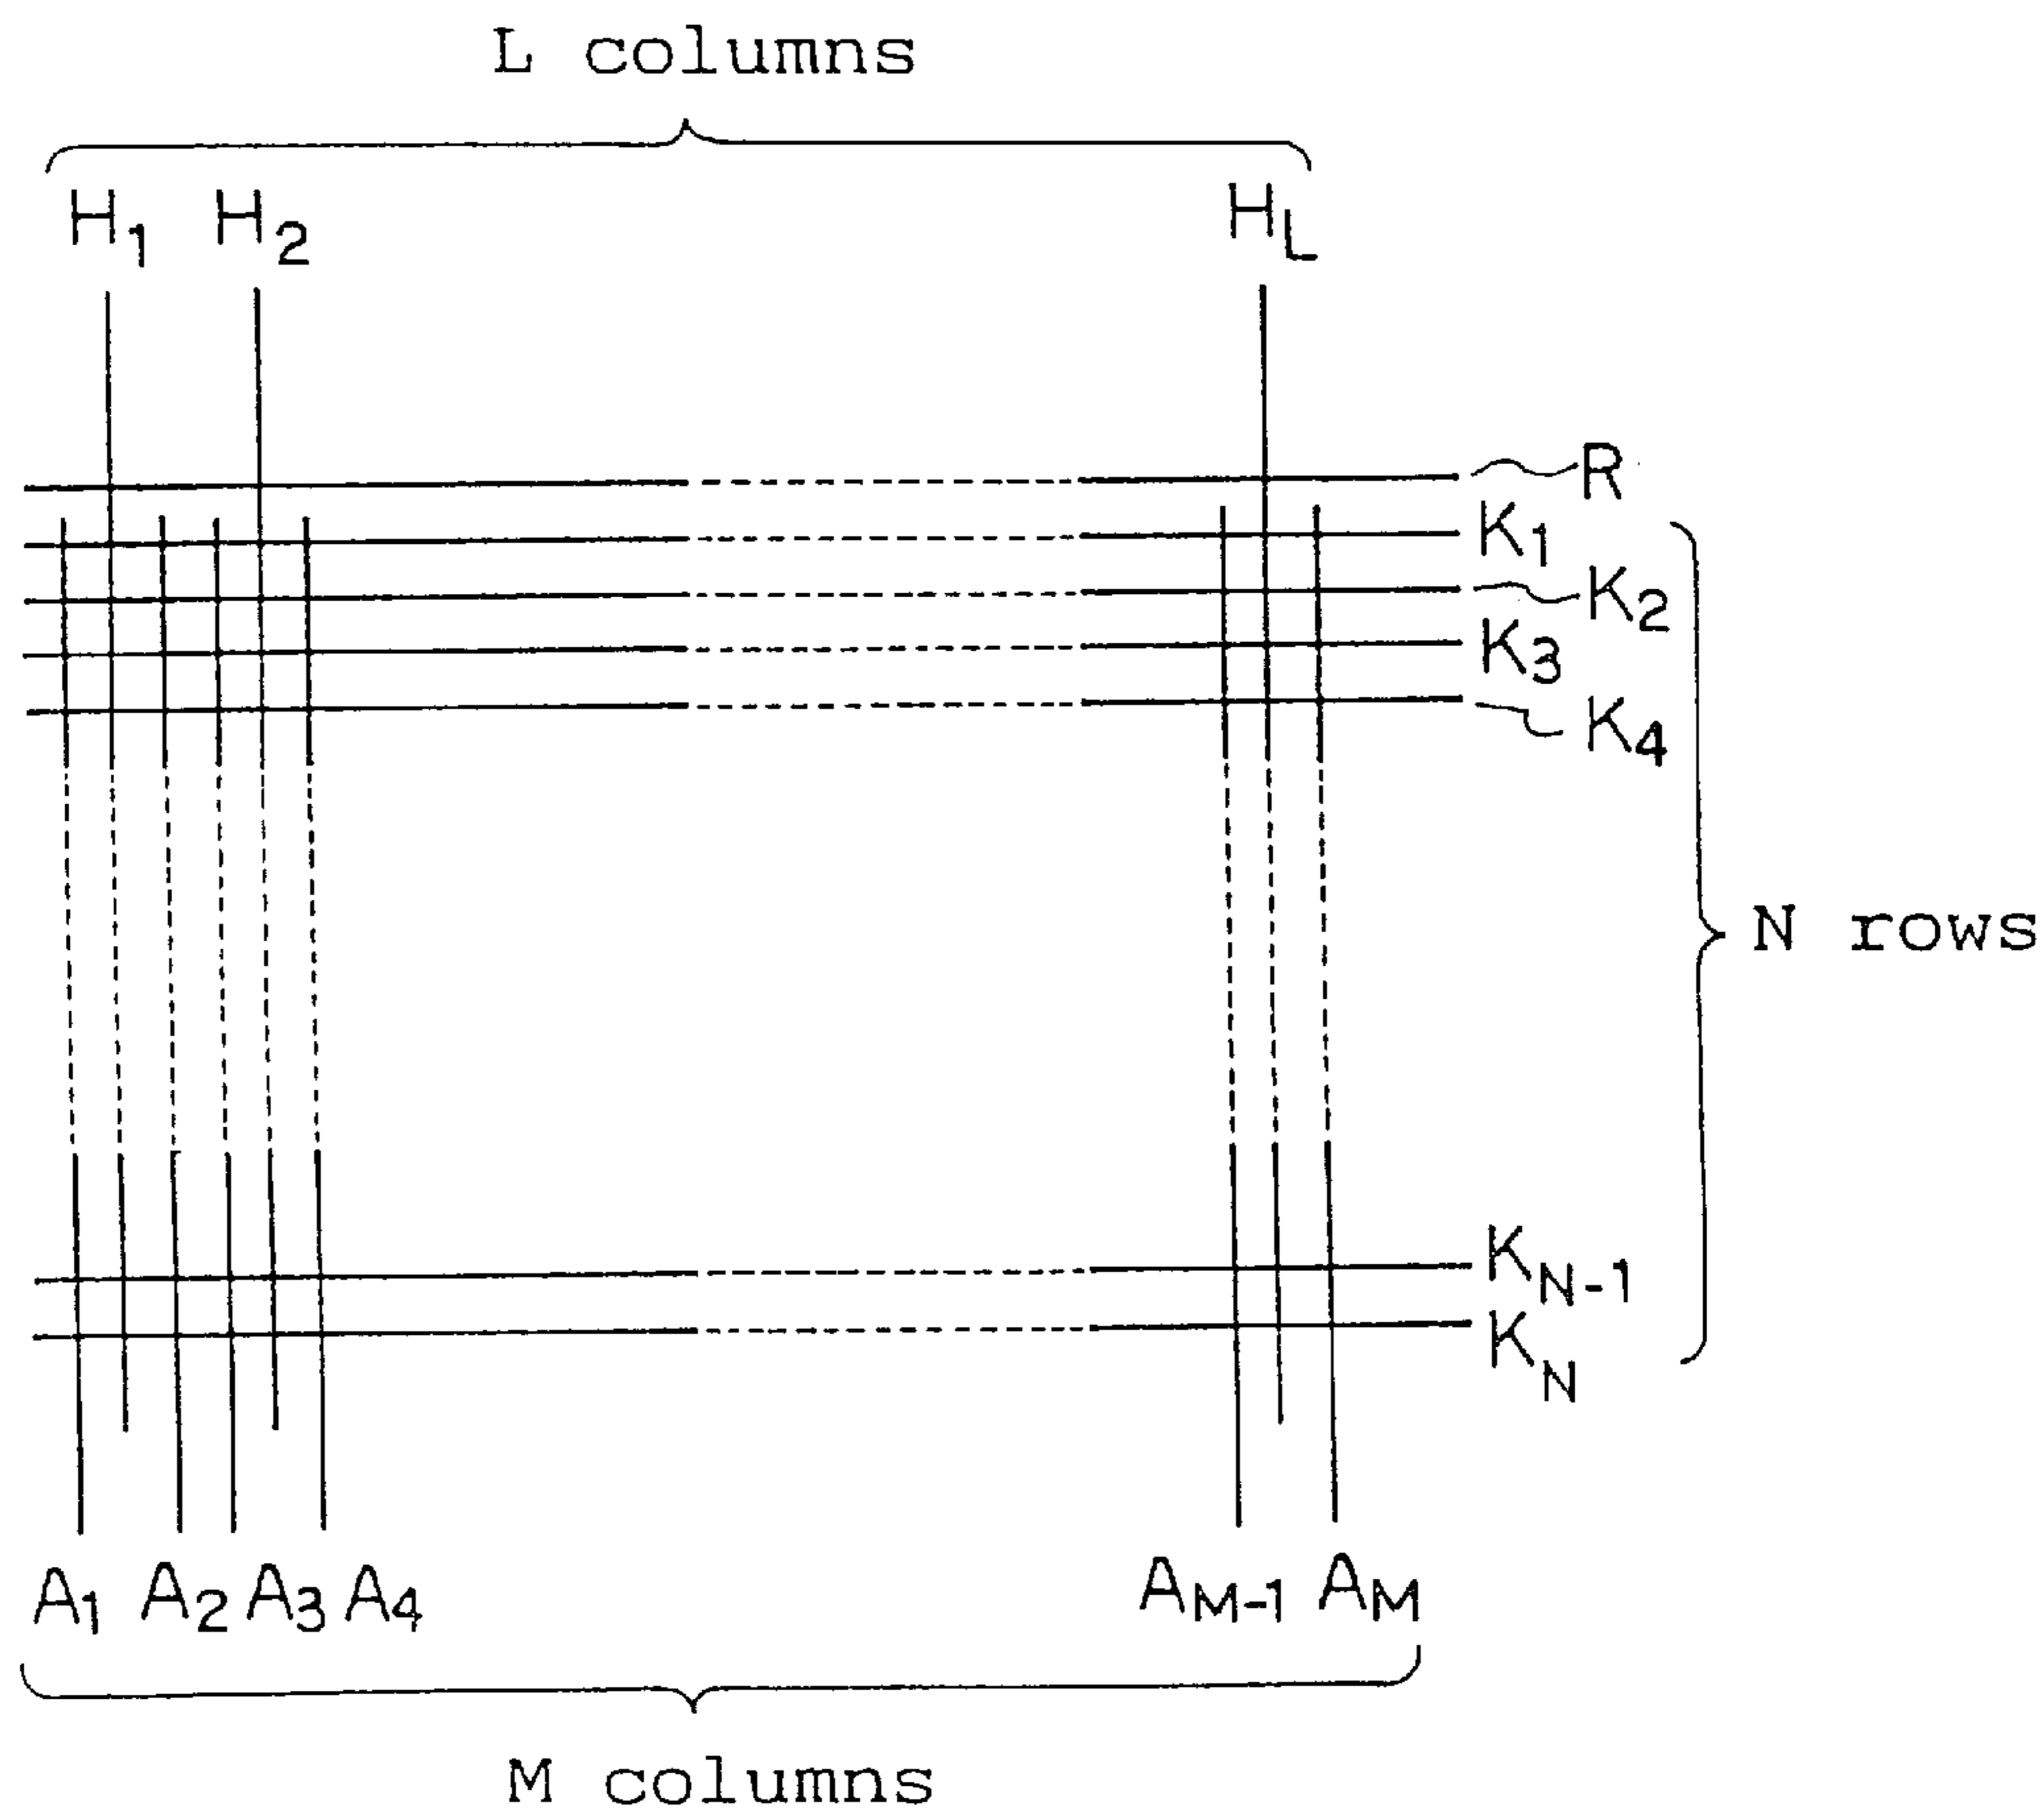 L columns
H1 H2 HL
R
K1
K2
K3
K4
N rows
KN-1
KN
A1 A2 A3 A4 AM-1 AM
M columns